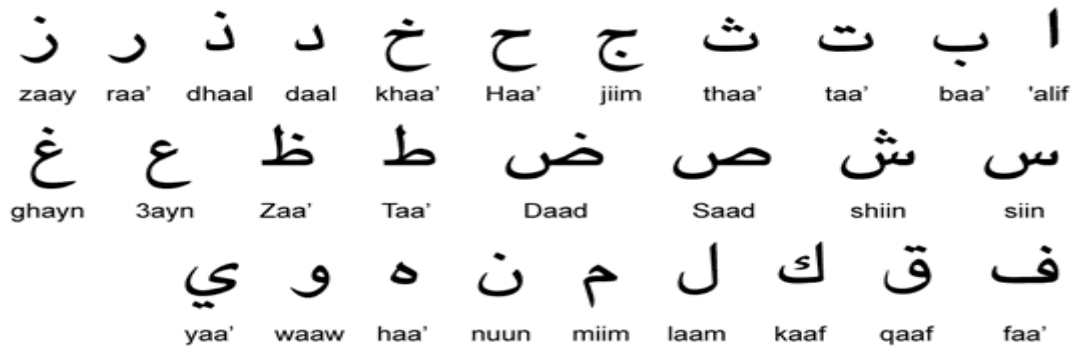 ا ب ت ث ج ح خ د ذ ر ز
'alif baa’ taa’ thaa’ jiim Haa’ khaa’ daal dhaal raa’ zaay
س ش ص ض ط ظ ع غ
siin shiin Saad Daad Taa’ Zaa’ 3ayn ghayn
ف ق ك ل م ن ه و ي
faa’ qaaf kaaf laam miim nuun haa’ waaw yaa’